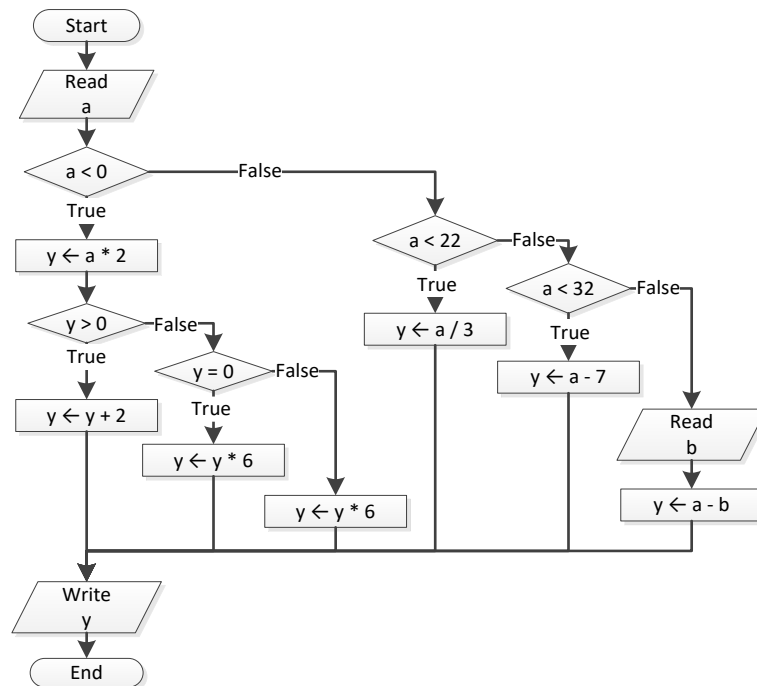 Start
Read
a
a < 0
False
True
a < 22
False
y ← a * 2
True
a < 32
False
y > 0
False
y ← a / 3
True
True
y = 0
False
y ← a - 7
True
y ← y + 2
Read
b
y ← y * 6
y ← a - b
y ← y * 6
Write
y
End